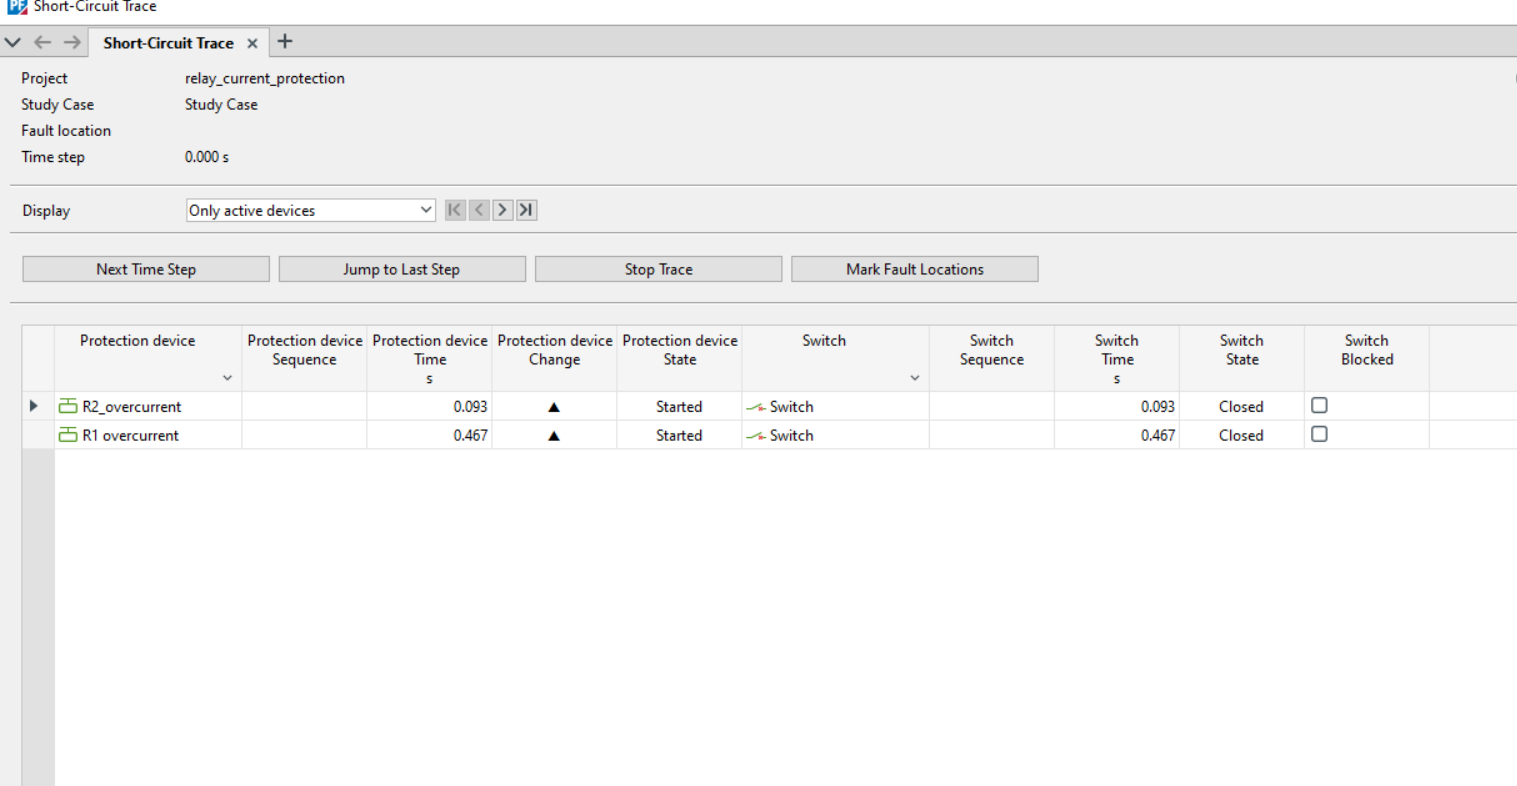 PF Short-Circuit Trace
Short-Circuit Trace
Project relay_current_protection
Study Case Study Case
Fault location
Time step 0.000 s
Display Only active devices
Next Time Step Jump to Last Step Stop Trace Mark Fault Locations
Protection device Protection device Protection device Protection device Protection device Switch Switch Switch Switch Switch
Sequence Time Change State Sequence Time State Blocked
s s
R2_overcurrent 0.093 ▲ Started Switch 0.093 Closed
R1 overcurrent 0.467 ▲ Started Switch 0.467 Closed